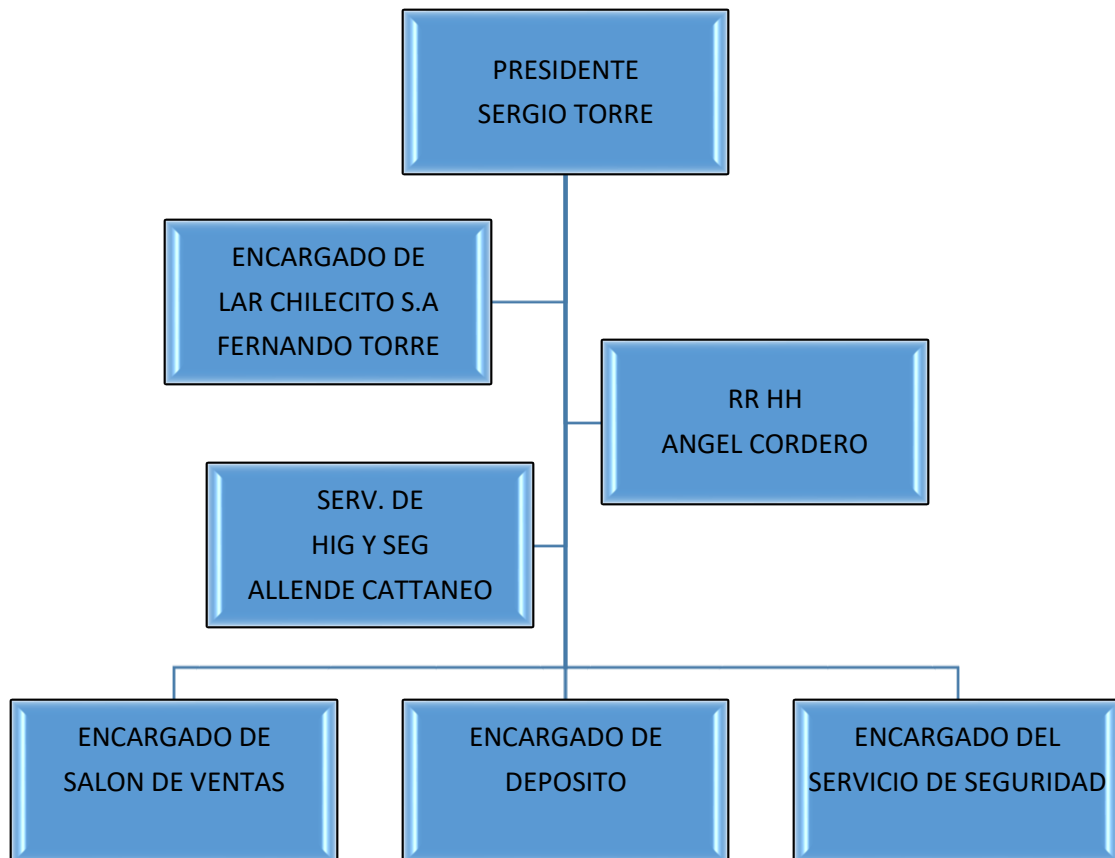 PRESIDENTE
SERGIO TORRE
ENCARGADO DE
LAR CHILECITO S.A
FERNANDO TORRE
RR HH
ANGEL CORDERO
SERV. DE
HIG Y SEG
ALLENDE CATTANEO
ENCARGADO DE
SALON DE VENTAS
ENCARGADO DE
DEPOSITO
ENCARGADO DEL
SERVICIO DE SEGURIDAD